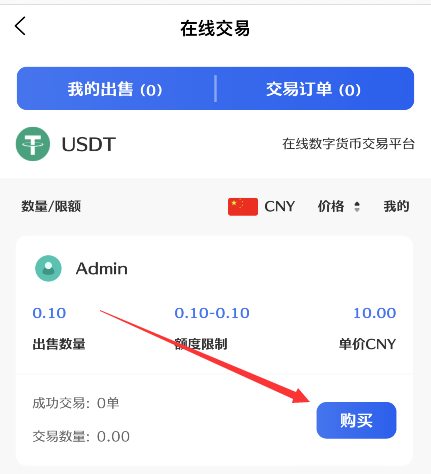 在线交易
我的出售 (0) 交易订单 (0)
USDT 在线数字货币交易平台
数量/限额 CNY 价格 我的
Admin
0.10 0.10-0.10 10.00
出售数量 额度限制 单价CNY
成功交易: 0单
购买
交易数量: 0.00